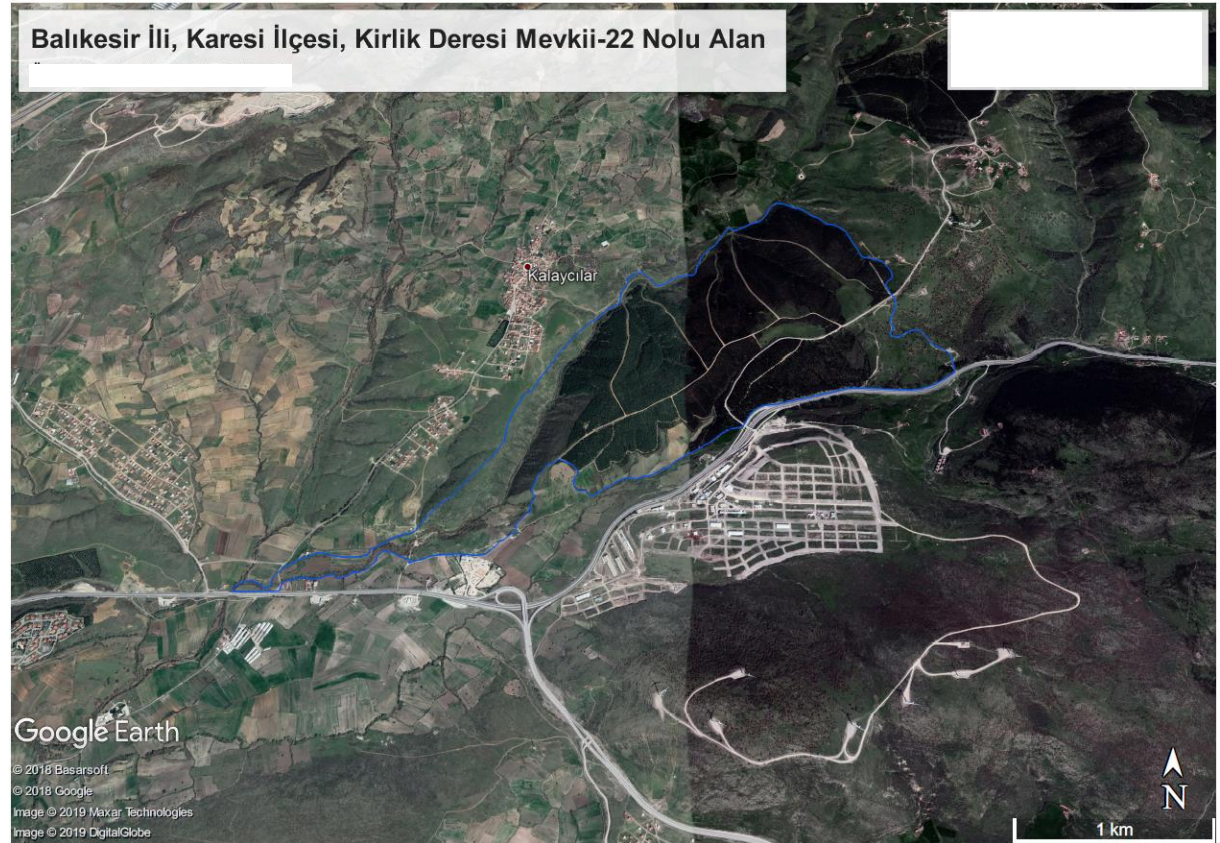 Balıkesir İli, Karesi İlçesi, Kirlik Deresi Mevkii-22 Nolu Alan
Kalaycılar
Google Earth
© 2018 Basarsoft
© 2018 Google
Image © 2019 Maxar Technologies
Image © 2019 DigitalGlobe
N
1 km